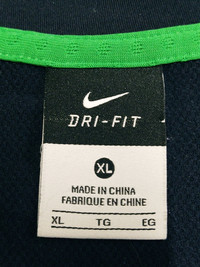 DRI-FIT
XL
MADE IN CHINA
FABRIQUE EN CHINE
XL TG EG